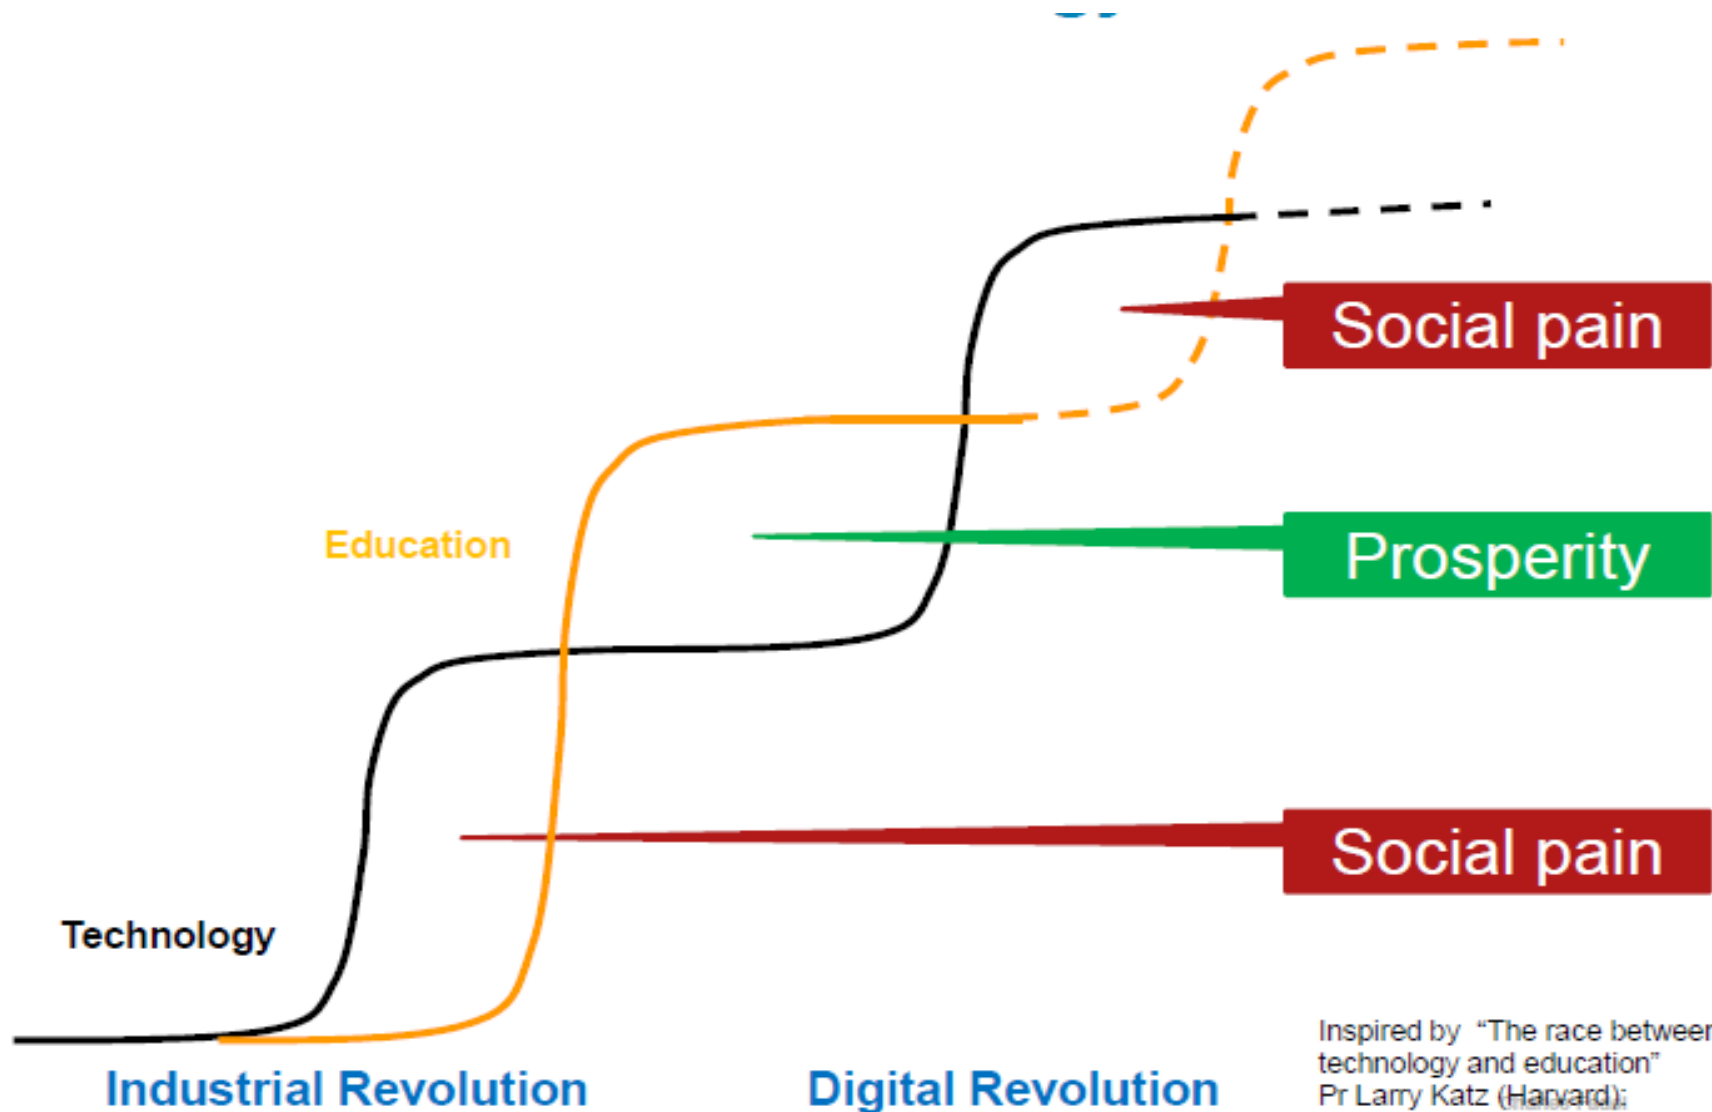 Social pain
Education
Prosperity
Social pain
Technology
Industrial Revolution
Digital Revolution
Inspired by “The race between
technology and education”
Pr Larry Katz (Harvard);